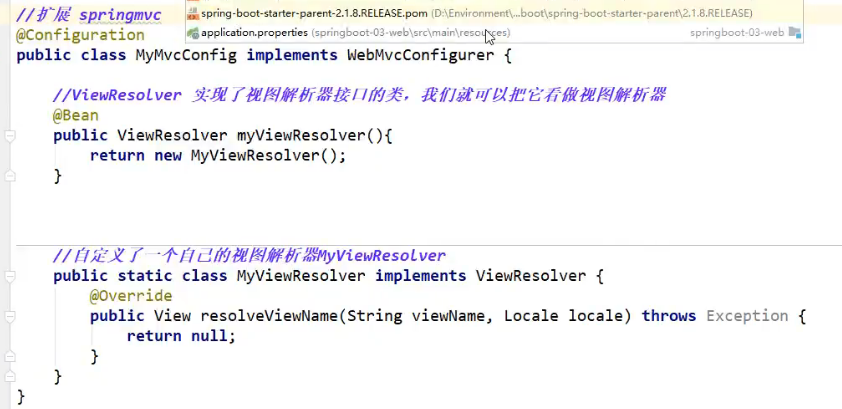 //扩展 springmvc
spring-boot-starter-parent-2.1.8.RELEASE.pom (D:\Environment\...boot\spring-boot-starter-parent\2.1.8.RELEASE)
@Configuration
application.properties (springboot-03-web\src\main\resources) springboot-03-web
public class MyMvcConfig implements WebMvcConfigurer {
//ViewResolver 实现了视图解析器接口的类，我们就可以把它看做视图解析器
@Bean
public ViewResolver myViewResolver(){
return new MyViewResolver();
}
//自定义了一个自己的视图解析器MyViewResolver
public static class MyViewResolver implements ViewResolver {
@Override
public View resolveViewName(String viewName, Locale locale) throws Exception {
return null;
}
}
}